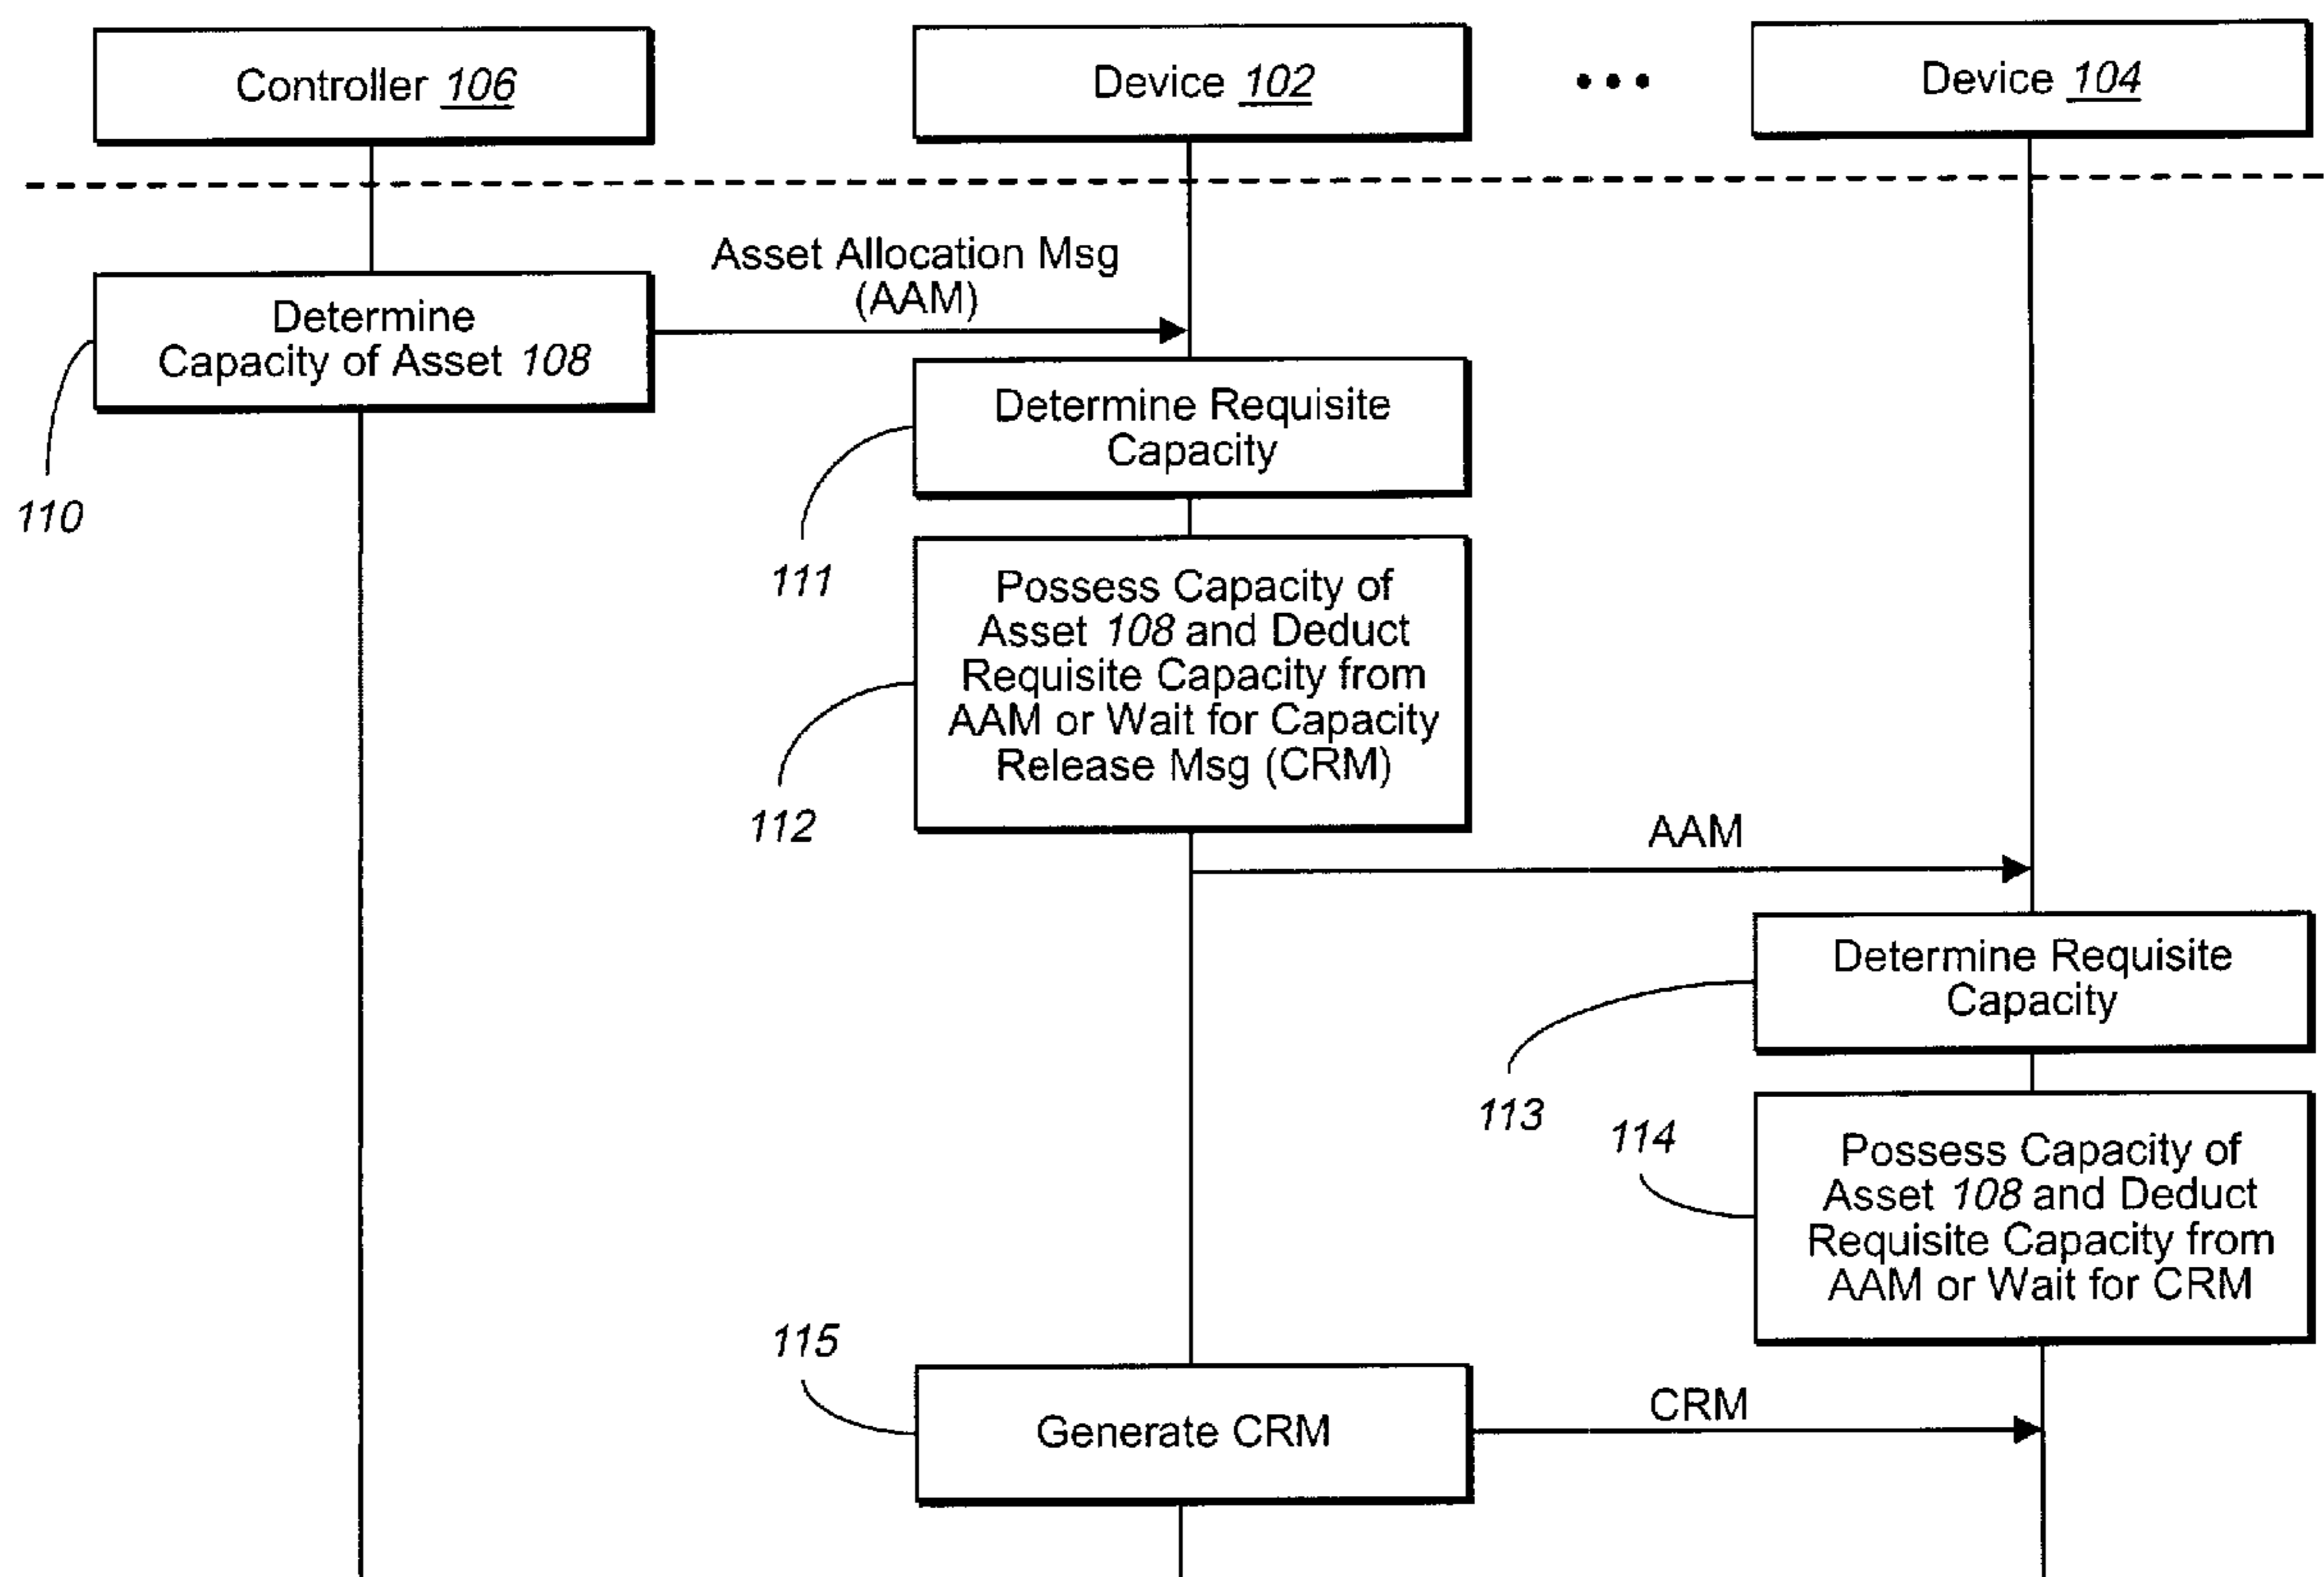 Controller 106
Device 102
•••
Device 104
Asset Allocation Msg
(AAM)
Determine
Capacity of Asset 108
110
Determine Requisite
Capacity
111
Possess Capacity of
Asset 108 and Deduct
Requisite Capacity from
AAM or Wait for Capacity
Release Msg (CRM)
112
AAM
Determine Requisite
Capacity
113
114
Possess Capacity of
Asset 108 and Deduct
Requisite Capacity from
AAM or Wait for CRM
115
Generate CRM
CRM